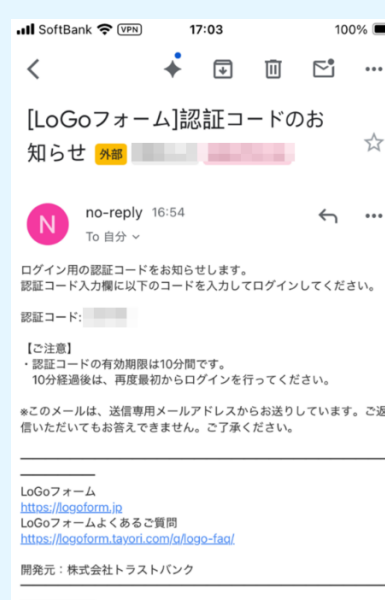 SoftBank VPN 17:03 100%
[LoGoフォーム]認証コードのお
知らせ 外部
N no-reply 16:54
To 自分
ログイン用の認証コードをお知らせします。
認証コード入力欄に以下のコードを入力してログインしてください。
認証コード:
【ご注意】
・認証コードの有効期限は10分間です。
10分経過後は、再度最初からログインを行ってください。
※このメールは、送信専用メールアドレスからお送りしています。ご返
信いただいてもお答えできません。ご了承ください。
LoGoフォーム
https://logoform.jp
LoGoフォームよくあるご質問
https://logoform.tayori.com/q/logo-faq/
開発元：株式会社トラストバンク